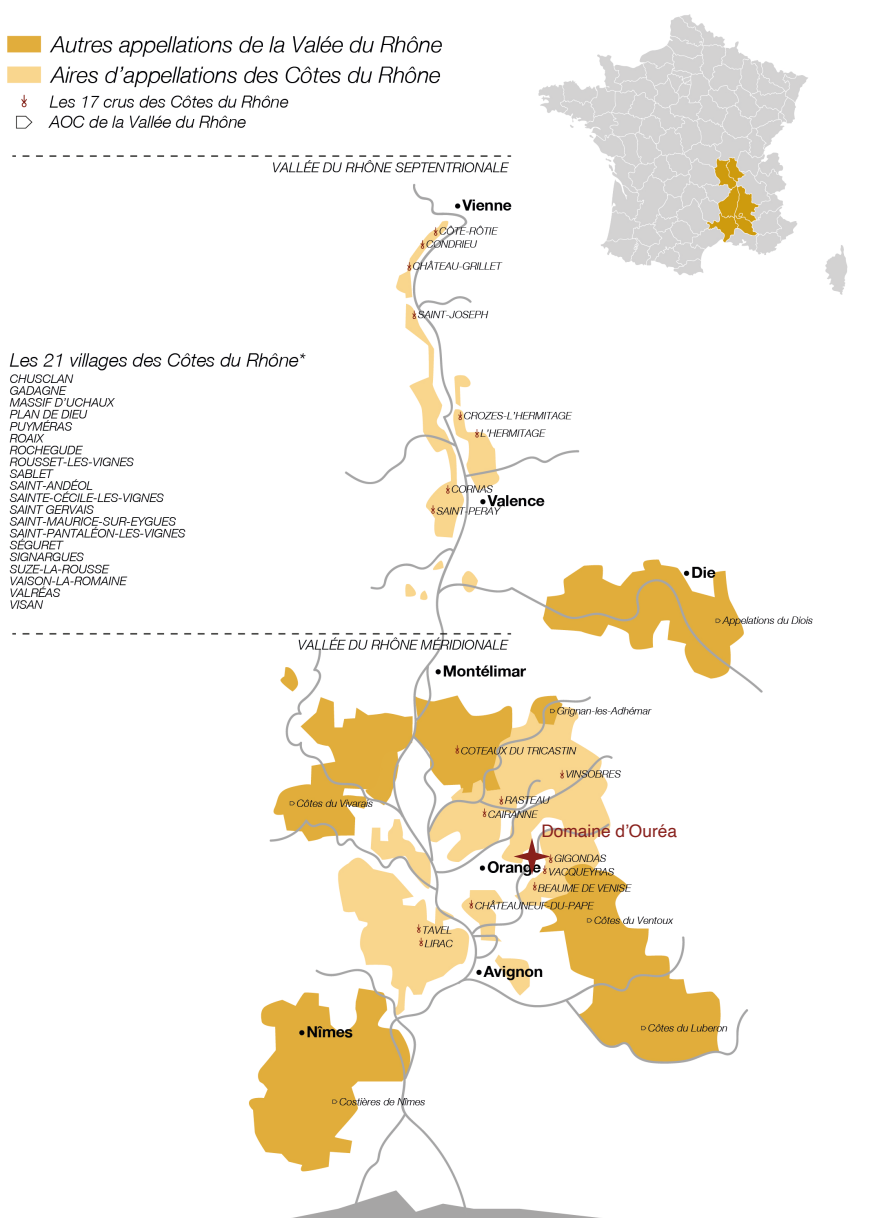 Autres appellations de la Valée du Rhône
Aires d'appellations des Côtes du Rhône
Les 17 crus des Côtes du Rhône
AOC de la Vallée du Rhône
VALLÉE DU RHÔNE SEPTENTRIONALE
Vienne
CÔTE-RÔTIE
CONDRIEU
CHÂTEAU-GRILLET
SAINT-JOSEPH
Les 21 villages des Côtes du Rhône*
CHUSCLAN
GADAGNE
MASSIF D'UCHAUX
PLAN DE DIEU
PUYMÉRAS
ROAIX
ROCHEGUDE
ROUSSET-LES-VIGNES
SABLET
SAINT-ANDÉOL
SAINTE-CÉCILE-LES-VIGNES
SAINT GERVAIS
SAINT-MAURICE-SUR-EYGUES
SAINT-PANTALÉON-LES-VIGNES
SÉGURET
SIGNARGUES
SUZE-LA-ROUSSE
VAISON-LA-ROMAINE
VALRÉAS
VISAN
CROZES-L'HERMITAGE
L'HERMITAGE
CORNAS
Valence
SAINT-PERAY
Die
Appelations du Diois
VALLÉE DU RHÔNE MÉRIDIONALE
Montélimar
Grignan-les-Adhémar
COTEAUX DU TRICASTIN
VINSOBRES
RASTEAU
Côtes du Vivarais
CAIRANNE
Domaine d'Ouréa
GIGONDAS
Orange
VACQUEYRAS
BEAUME DE VENISE
CHÂTEAUNEUF-DU-PAPE
Côtes du Ventoux
TAVEL
LIRAC
Avignon
Côtes du Luberon
Nîmes
Costières de Nîmes